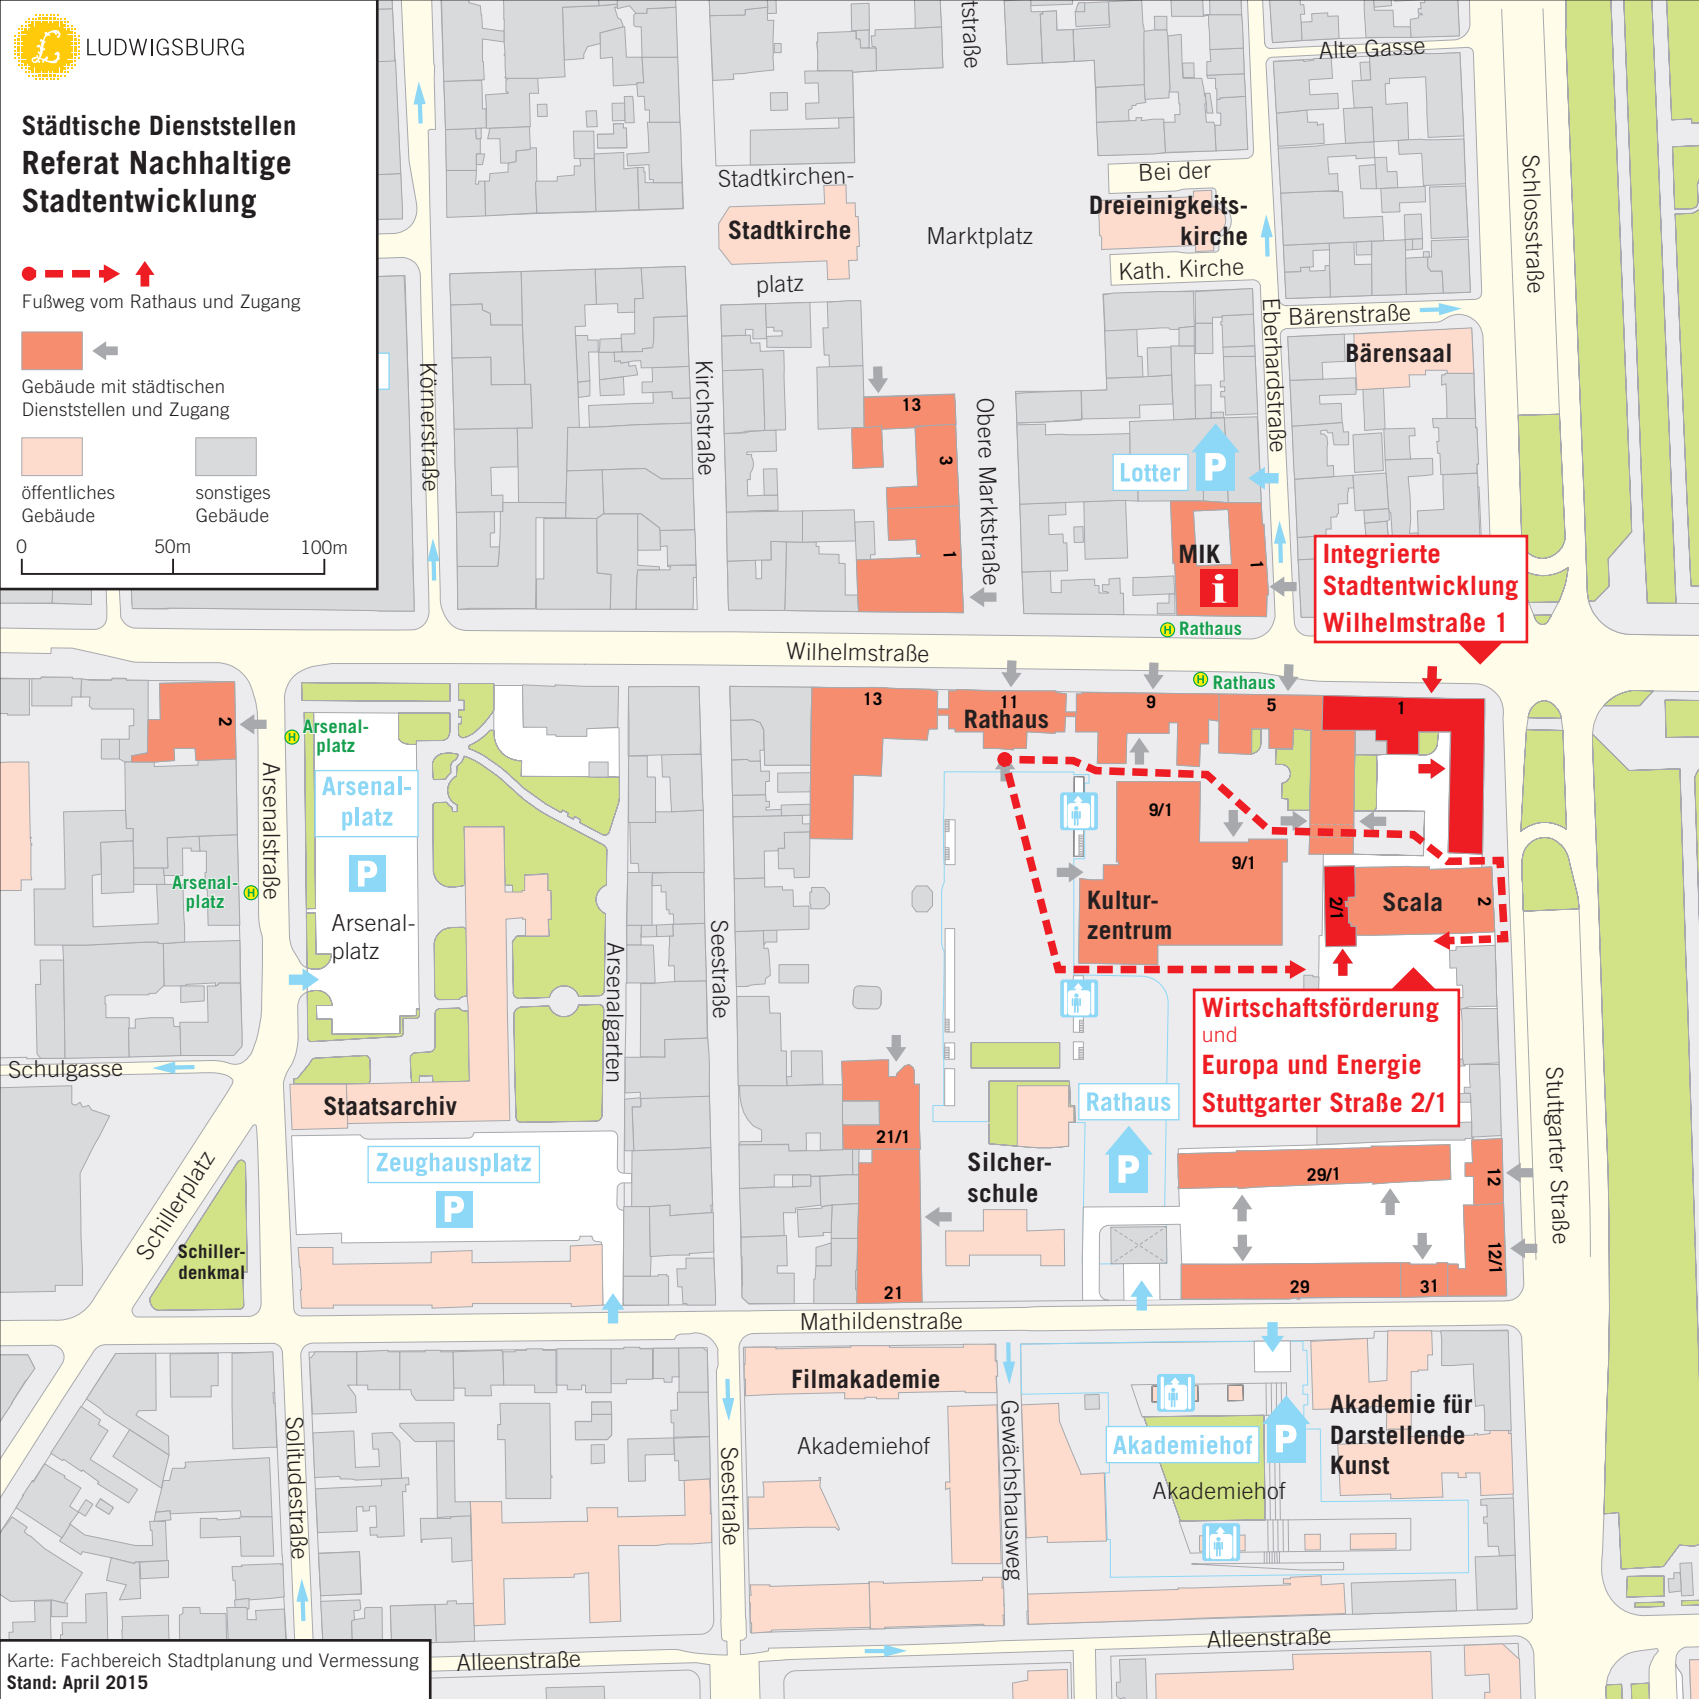 LUDWIGSBURG
Städtische Dienststellen
Referat Nachhaltige
Stadtentwicklung
Fußweg vom Rathaus und Zugang
Gebäude mit städtischen
Dienststellen und Zugang
öffentliches
Gebäude
sonstiges
Gebäude
0 50m 100m
tstraße
Alte Gasse
Schlossstraße
Stadtkirchen-
Stadtkirche
platz
Marktplatz
Bei der
Dreieinigkeits-
kirche
Kath. Kirche
Eberhardstraße
Bärenstraße
Bärensaal
Körnerstraße
Kirchstraße
13
3
1
Obere Marktstraße
Lotter
P
MIK
1
i
H Rathaus
Integrierte
Stadtentwicklung
Wilhelmstraße 1
Wilhelmstraße
H Rathaus
2
H Arsenal-
platz
Arsenal-
platz
P
Arsenal-
platz
Arsenalstraße
Arsenal-
platz H
13
11
Rathaus
9
5
1
9/1
9/1
Kultur-
zentrum
2/1
Scala
2
Seestraße
Arsenalgarten
Wirtschaftsförderung
und
Europa und Energie
Stuttgarter Straße 2/1
Schulgasse
Staatsarchiv
Zeughausplatz
P
Schillerplatz
Schiller-
denkmal
21/1
21
Silcher-
schule
Rathaus
P
29/1
12
12/1
29
31
Stuttgarter Straße
Mathildenstraße
Filmakademie
Akademiehof
Gewächshausweg
Seestraße
Solitudestraße
Akademiehof
P
Akademiehof
Akademie für
Darstellende
Kunst
Alleenstraße
Alleenstraße
Karte: Fachbereich Stadtplanung und Vermessung
Stand: April 2015